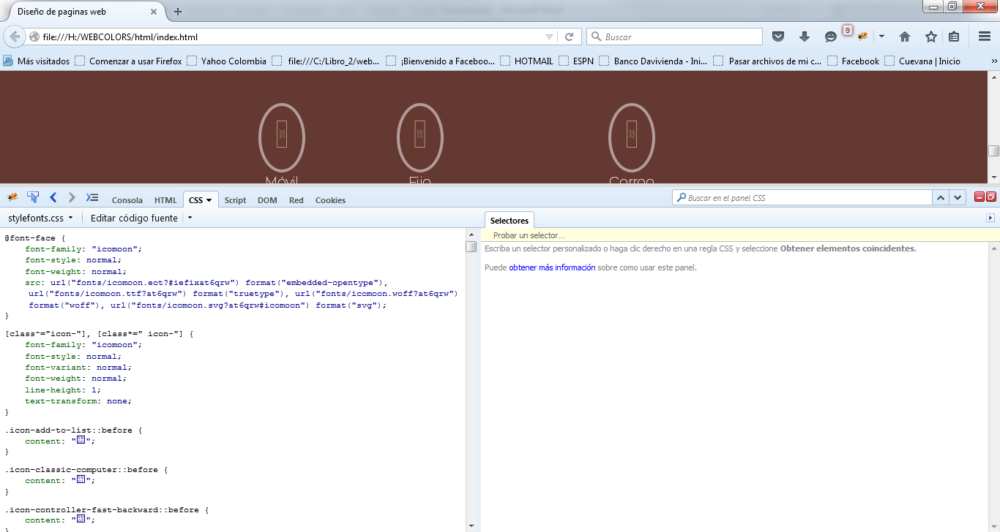 Diseño de paginas web
file:///H:/WEBCOLORS/html/index.html
Buscar
9
Más visitados Comenzar a usar Firefox Yahoo Colombia file:///C:/Libro_2/web... ¡Bienvenido a Faceboo... HOTMAIL ESPN Banco Davivienda - Ini... Pasar archivos de mi c... Facebook Cuevana | Inicio »
Móvil Fijo Correo
Consola HTML CSS Script DOM Red Cookies
Buscar en el panel CSS
stylefonts.css Editar código fuente
Selectores
Probar un selector...
Escriba un selector personalizado o haga clic derecho en una regla CSS y seleccione Obtener elementos coincidentes.
Puede obtener más información sobre como usar este panel.
@font-face {
font-family: "icomoon";
font-style: normal;
font-weight: normal;
src: url("fonts/icomoon.eot?#iefixat6qrw") format("embedded-opentype"),
url("fonts/icomoon.ttf?at6qrw") format("truetype"), url("fonts/icomoon.woff?at6qrw")
format("woff"), url("fonts/icomoon.svg?at6qrw#icomoon") format("svg");
}
[class^="icon-"], [class*=" icon-"] {
font-family: "icomoon";
font-style: normal;
font-variant: normal;
font-weight: normal;
line-height: 1;
text-transform: none;
}
.icon-add-to-list::before {
content: "";
}
.icon-classic-computer::before {
content: "";
}
.icon-controller-fast-backward::before {
content: "";
}